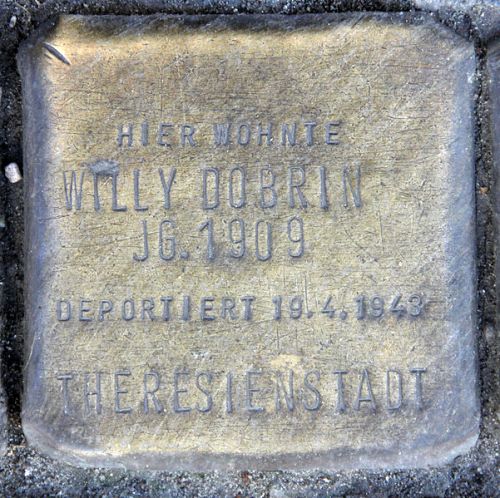 HIER WOHNTE
WILLY DOBRIN
JG. 1909
DEPORTIERT 19.4.1943
THERESIENSTADT